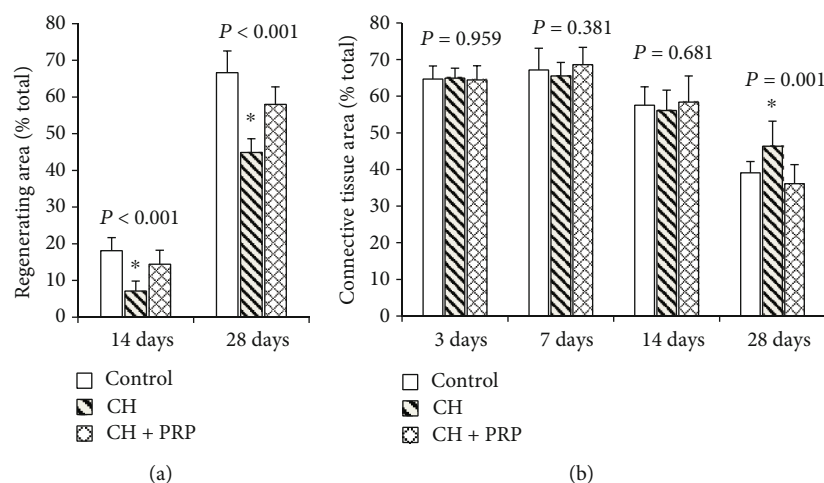 80
70
60
50
40
30
20
10
0
Regenerating area (% total)
P < 0.001
*
P < 0.001
*
14 days 28 days
Control
CH
CH + PRP
(a)
80
70
60
50
40
30
20
10
0
Connective tissue area (% total)
P = 0.959
P = 0.381
P = 0.681
P = 0.001
*
3 days 7 days 14 days 28 days
Control
CH
CH + PRP
(b)